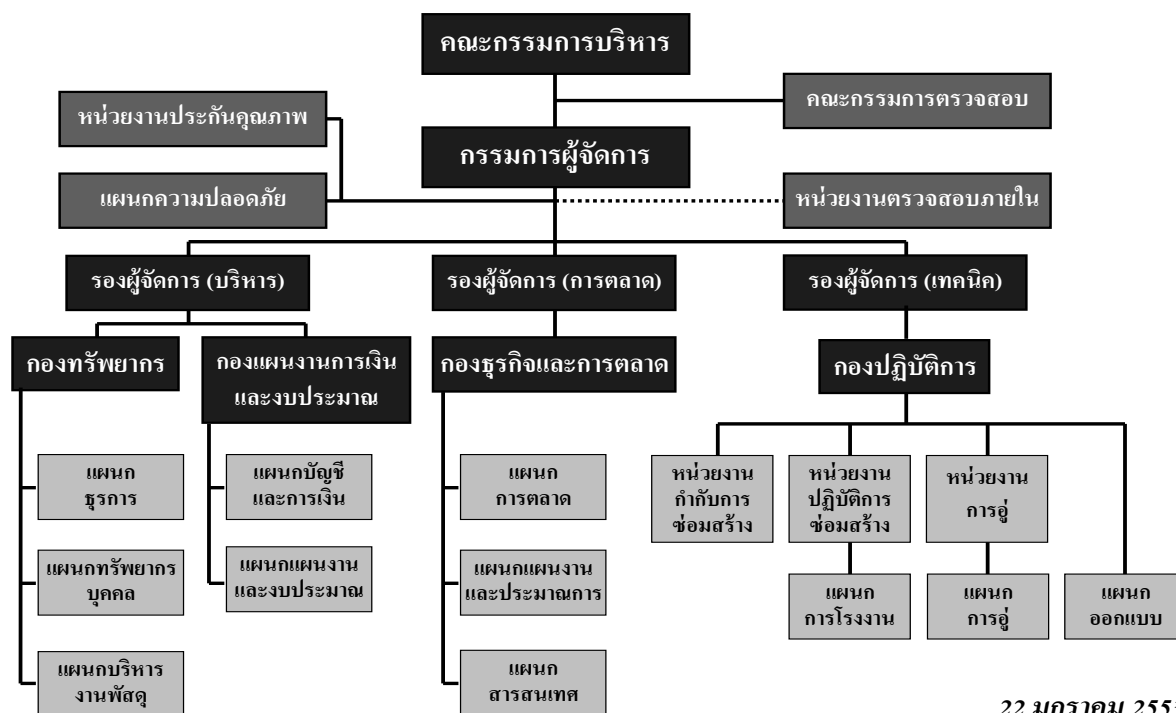 คณะกรรมการบริหาร
คณะกรรมการตรวจสอบ
หน่วยงานประกันคุณภาพ
กรรมการผู้จัดการ
แผนกความปลอดภัย
หน่วยงานตรวจสอบภายใน
รองผู้จัดการ (บริหาร)
รองผู้จัดการ (การตลาด)
รองผู้จัดการ (เทคนิค)
กองทรัพยากร
กองแผนงานการเงิน
และงบประมาณ
กองธุรกิจและการตลาด
กองปฏิบัติการ
แผนก
ธุรการ
แผนกบัญชี
และการเงิน
แผนก
การตลาด
หน่วยงาน
กำกับการ
ซ่อมสร้าง
หน่วยงาน
ปฏิบัติการ
ซ่อมสร้าง
หน่วยงาน
การอู่
แผนกทรัพยากร
บุคคล
แผนกแผนงาน
และงบประมาณ
แผนกแผนงาน
และประมาณการ
แผนก
การโรงงาน
แผนก
การอู่
แผนก
ออกแบบ
แผนกบริหาร
งานพัสดุ
แผนก
สารสนเทศ
22 มกราคม